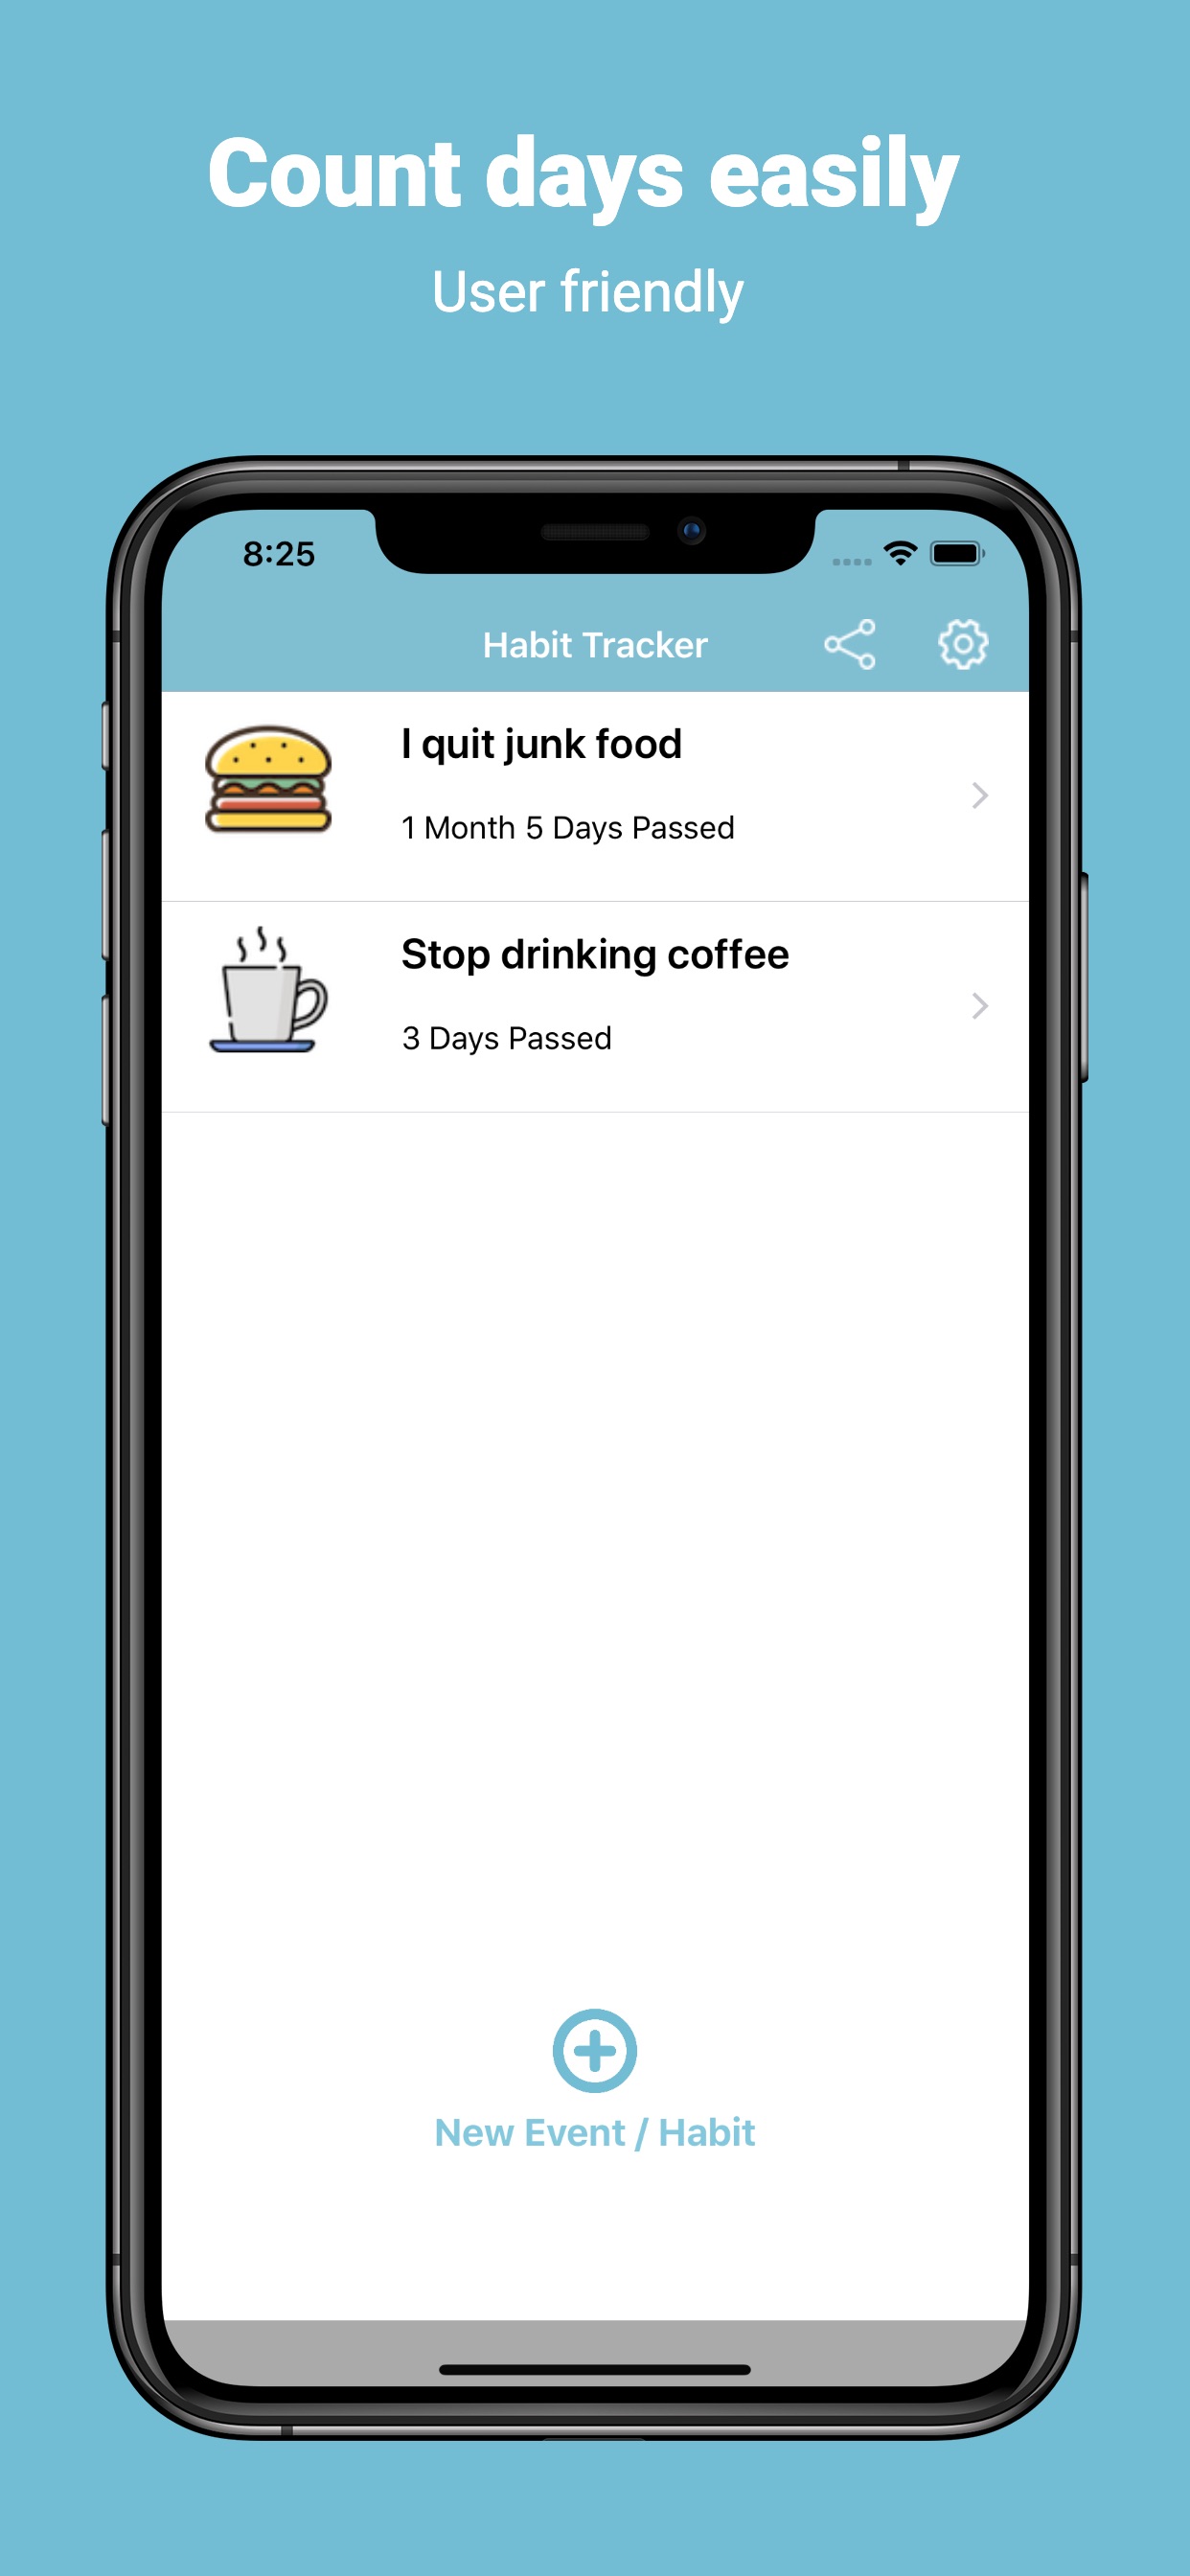 Count days easily
User friendly
8:25
Habit Tracker
I quit junk food
1 Month 5 Days Passed
Stop drinking coffee
3 Days Passed
New Event / Habit